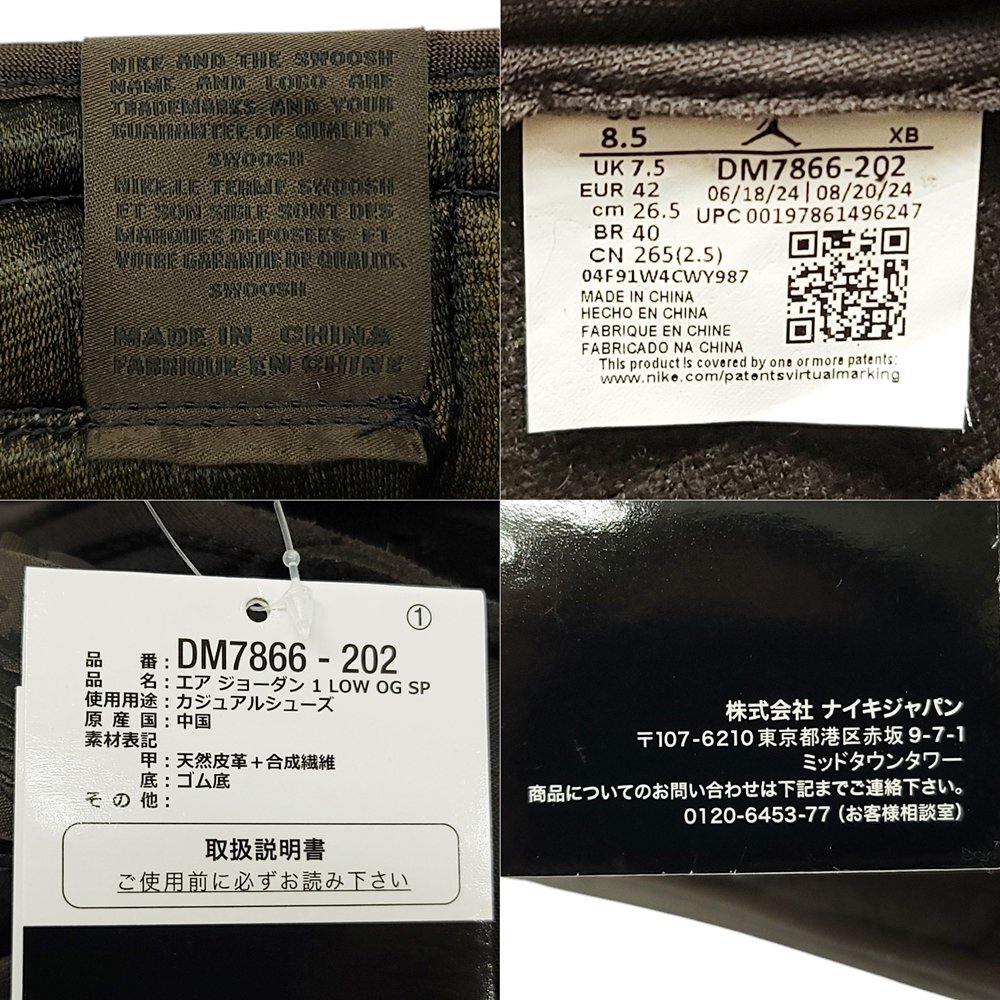 NIKE AND THE SWOOSH
NAME AND LOGO ARE
TRADEMARKS AND YOUR
GUARANTEE OF QUALITY
SWOOSH
NIKE.LE TERME SWOOSH
ET SON SIBLE SONT DES
MARQUES DEPOSEES ET
VOTRE GARANTIE DE QUALITE.
SWOOSH
MADE IN CHINA
FABRIQUE EN CHINE
8.5 XB
UK 7.5 DM7866-202
EUR 42 06/18/24 | 08/20/24
cm 26.5 UPC 00197861496247
BR 40
CN 265(2.5)
04F91W4CWY987
MADE IN CHINA
HECHO EN CHINA
FABRIQUE EN CHINE
FABRICADO NA CHINA
This product is covered by one or more patents:
www.nike.com/patentsvirtualmarking
①
品 番 : DM7866 - 202
品 名 : エア ジョーダン 1 LOW OG SP
使用用途 : カジュアルシューズ
原 産 国 : 中国
素材表記
甲 : 天然皮革＋合成繊維
底 : ゴム底
そ の 他 :
取扱説明書
ご使用前に必ずお読み下さい
株式会社 ナイキジャパン
〒107-6210 東京都港区赤坂 9-7-1
ミッドタウンタワー
商品についてのお問い合わせは下記までご連絡下さい。
0120-6453-77（お客様相談室）